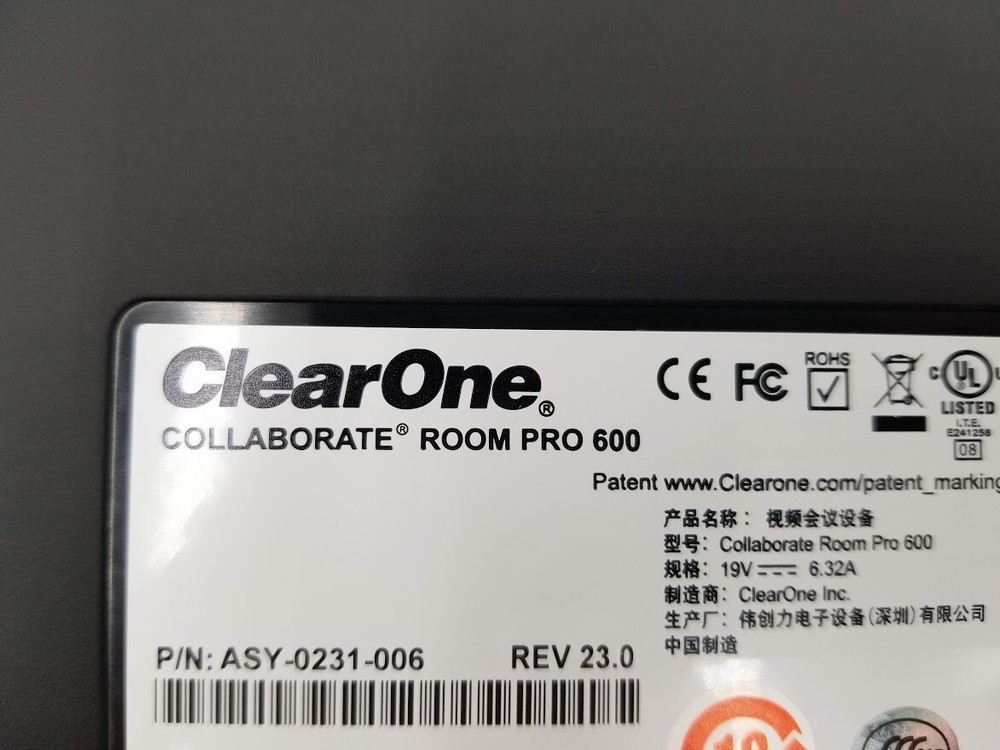 ClearOne®
COLLABORATE® ROOM PRO 600
CE FC ROHS
c UL
LISTED
I.T.E.
E241258
08
Patent www.Clearone.com/patent_marking
产品名称： 视频会议设备
型号：Collaborate Room Pro 600
规格：19V 6.32A
制造商：ClearOne Inc.
生产厂：伟创力电子设备(深圳)有限公司
中国制造
P/N: ASY-0231-006 REV 23.0
10
CCC